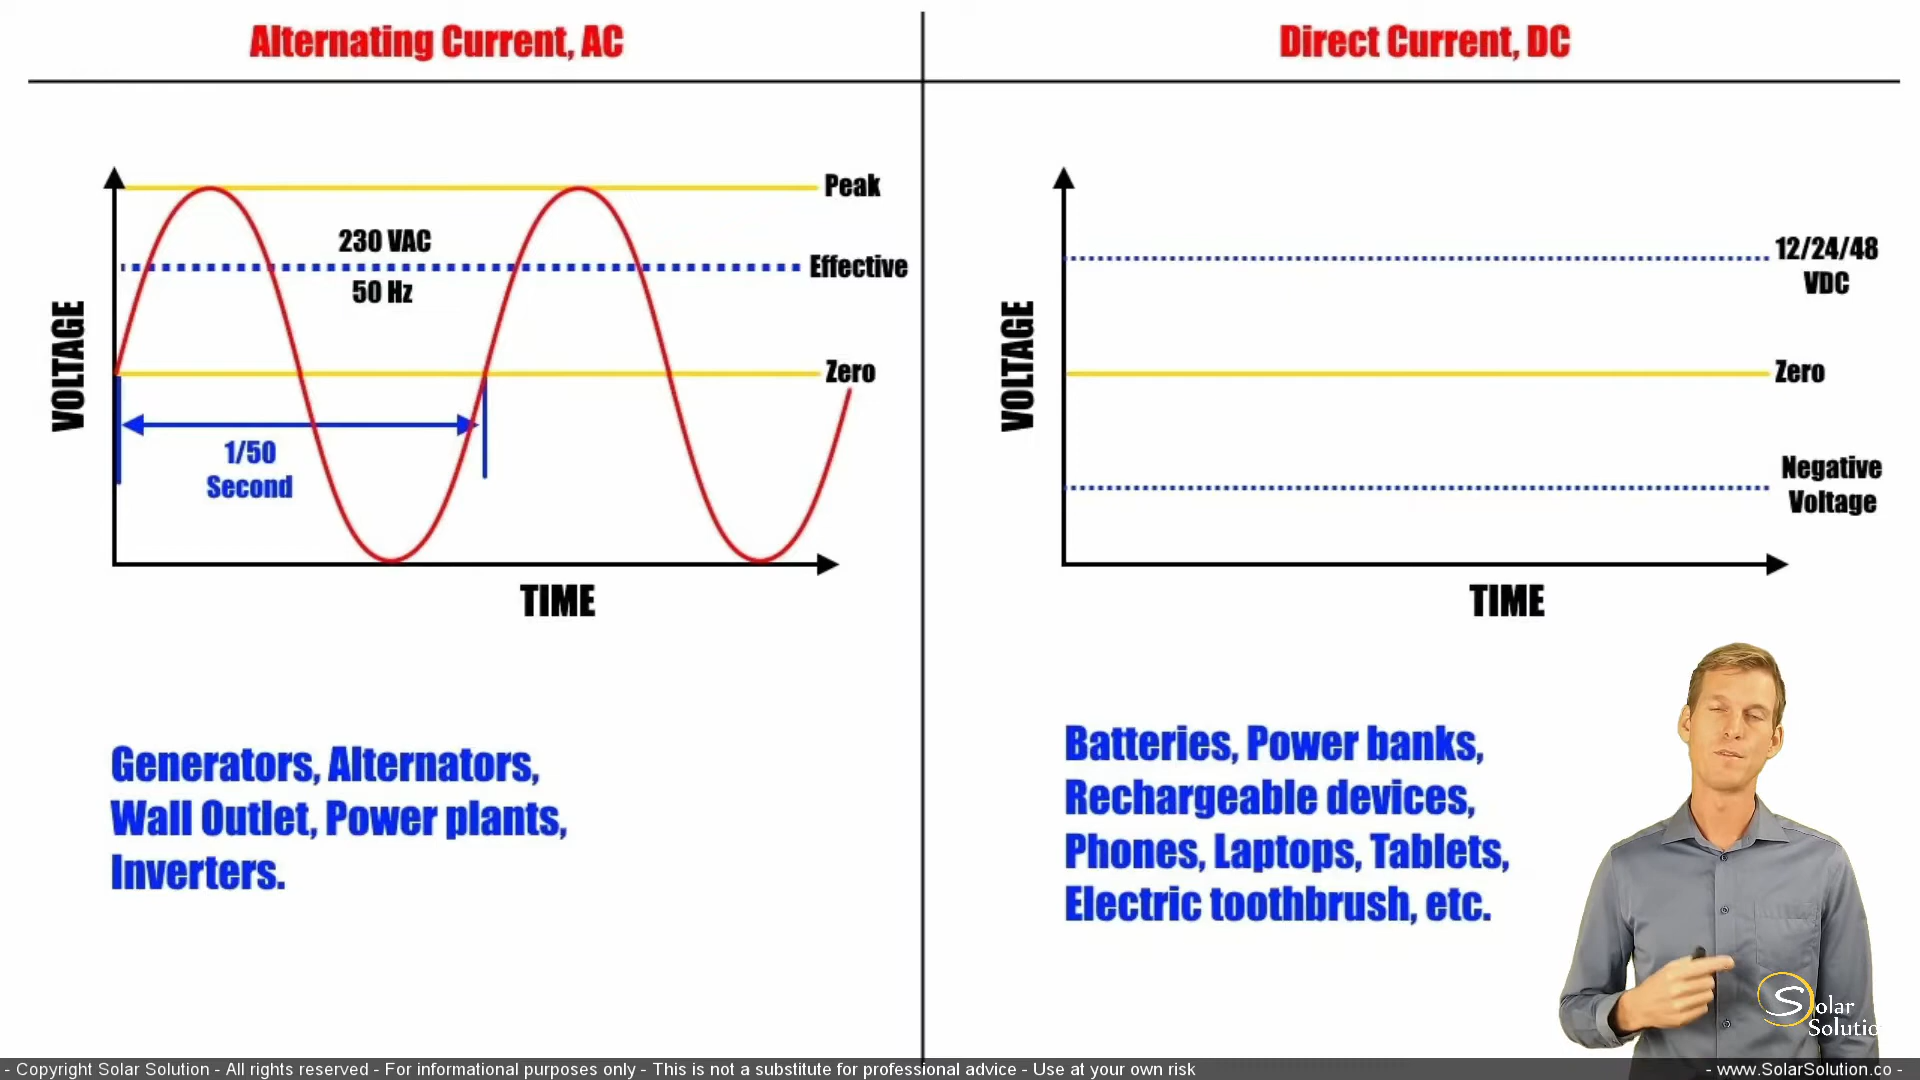 Alternating Current, AC
Direct Current, DC
Peak
230 VAC
Effective
50 Hz
Zero
VOLTAGE
1/50
Second
TIME
12/24/48
VDC
Zero
VOLTAGE
Negative
Voltage
TIME
Generators, Alternators,
Wall Outlet, Power plants,
Inverters.
Batteries, Power banks,
Rechargeable devices,
Phones, Laptops, Tablets,
Electric toothbrush, etc.
Solar
Solutio
- Copyright Solar Solution - All rights reserved - For informational purposes only - This is not a substitute for professional advice - Use at your own risk
- www.SolarSolution.co -